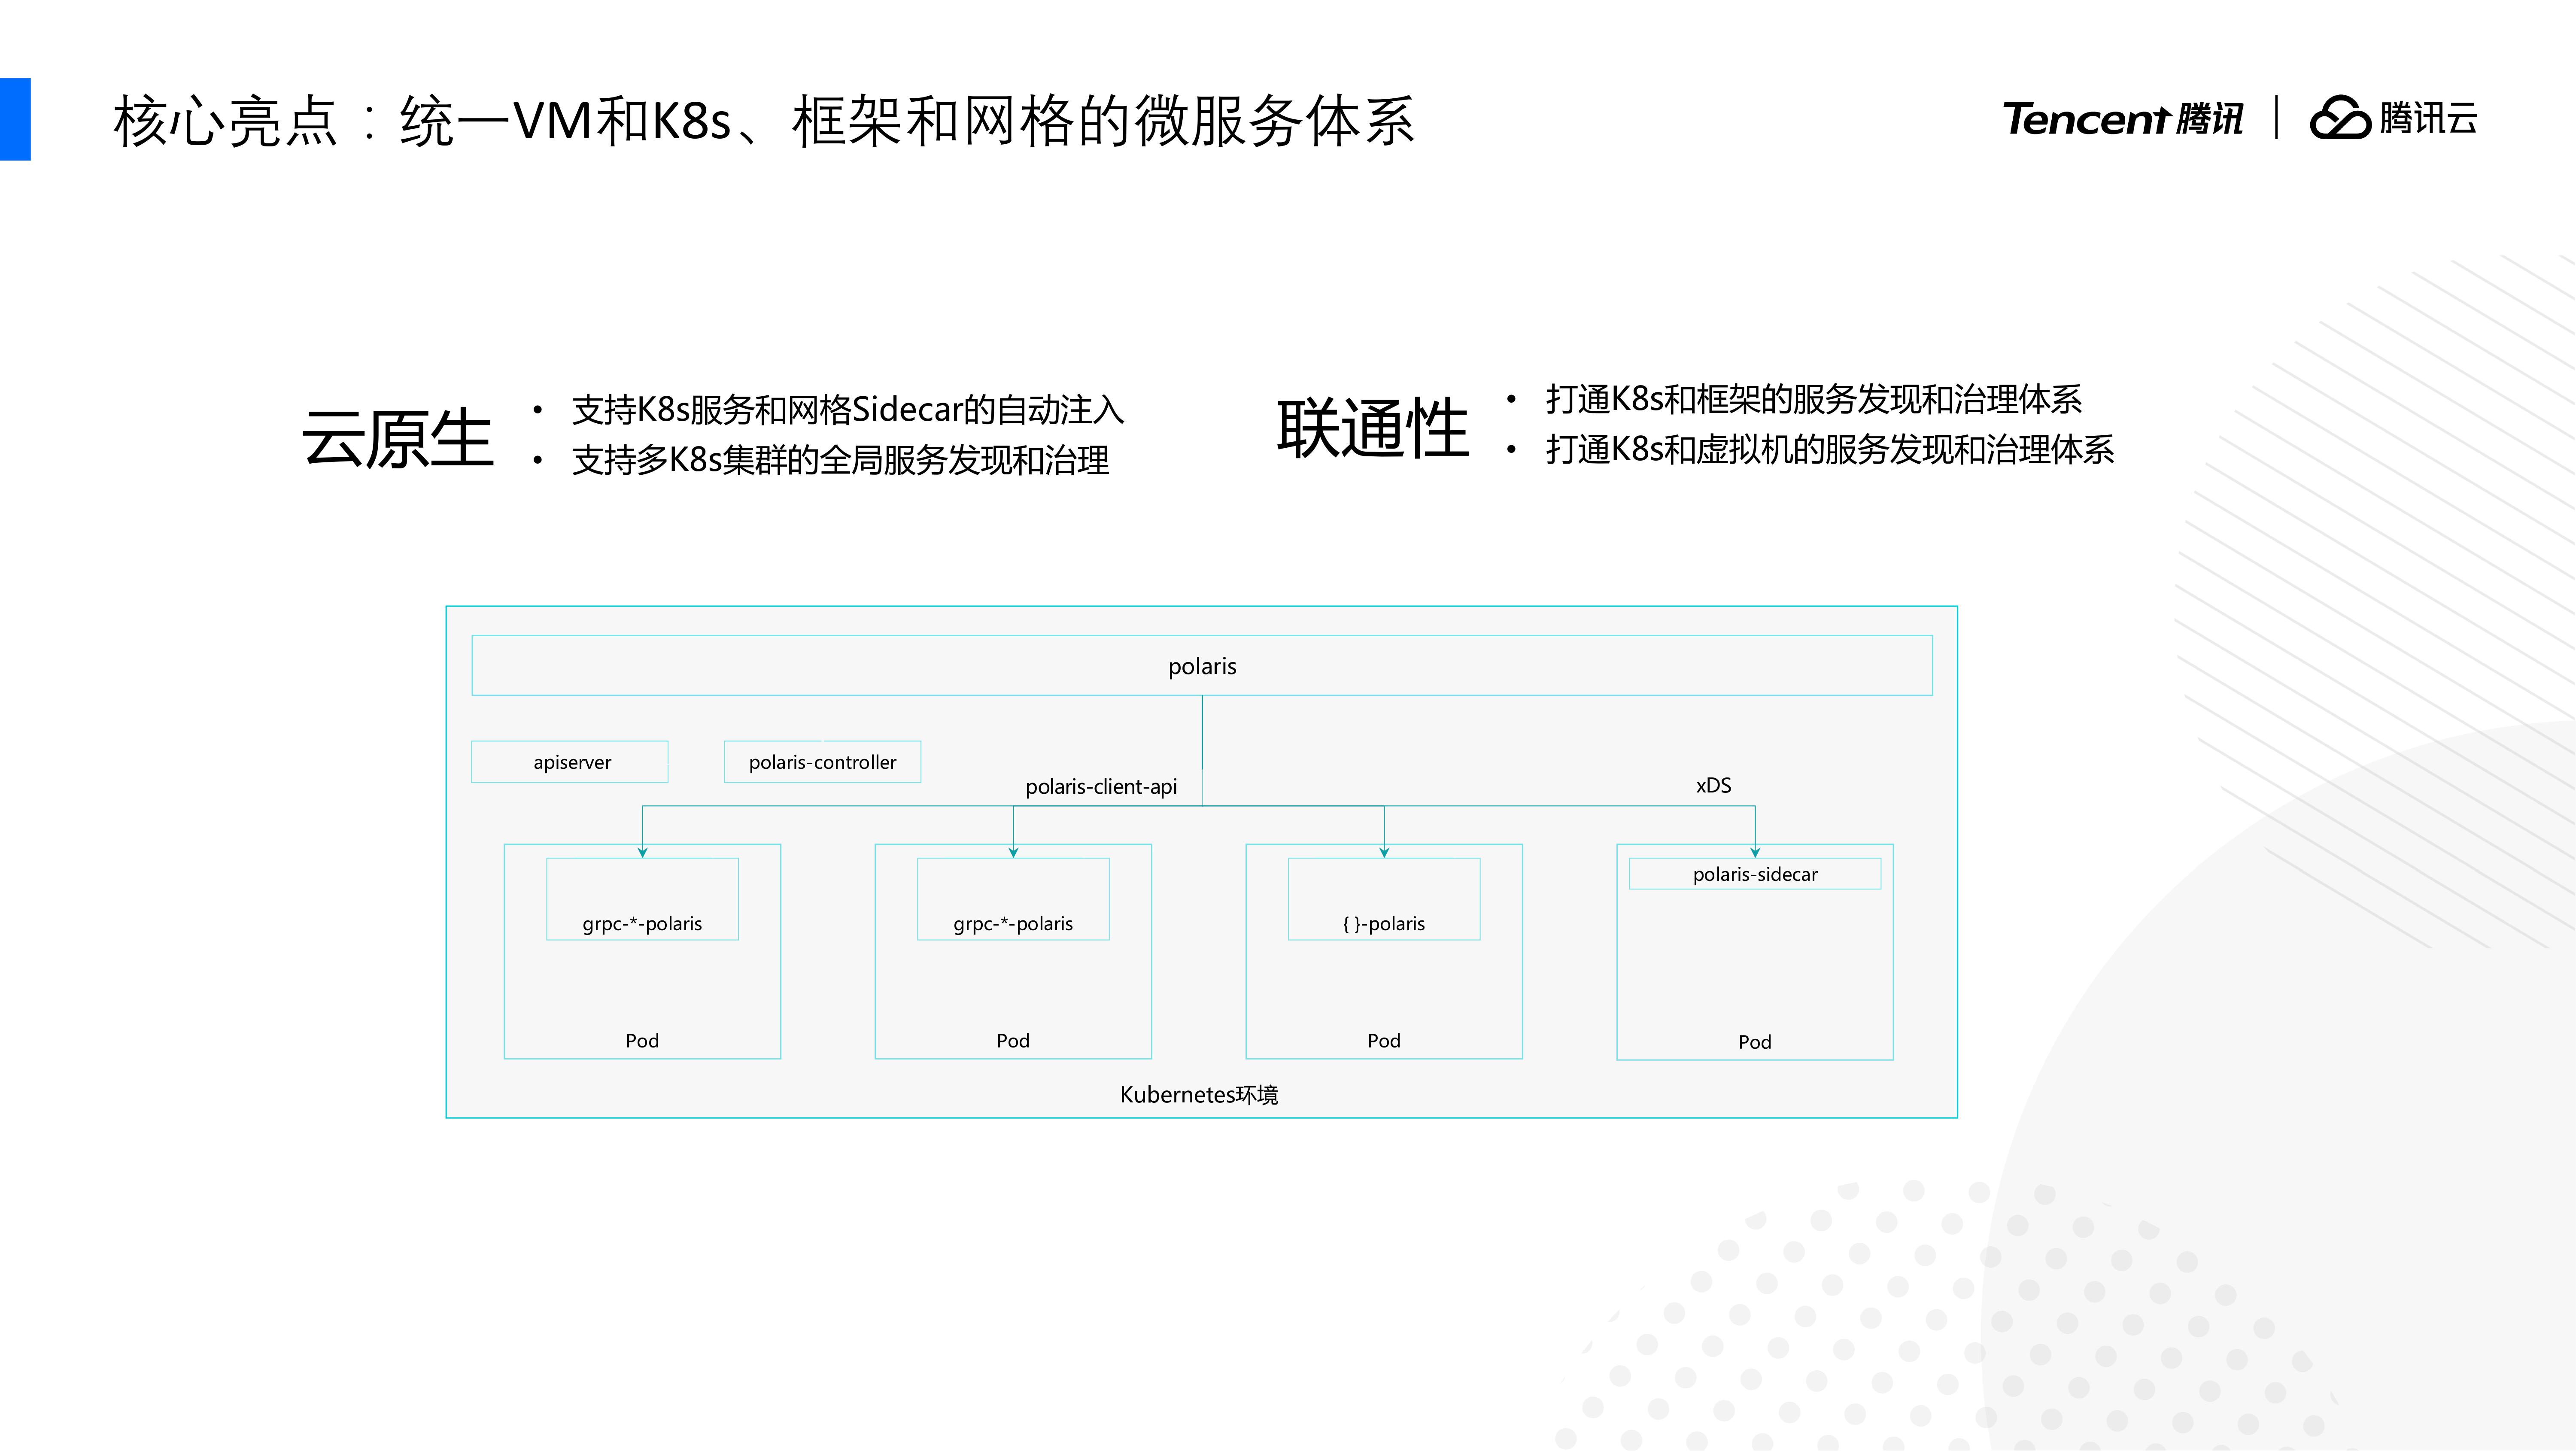 核心亮点：统一VM和K8s、框架和网格的微服务体系
Tencent腾讯 | 腾讯云
云原生
• 支持K8s服务和网格Sidecar的自动注入
• 支持多K8s集群的全局服务发现和治理
联通性
• 打通K8s和框架的服务发现和治理体系
• 打通K8s和虚拟机的服务发现和治理体系
polaris
apiserver
polaris-controller
polaris-client-api
xDS
grpc-*-polaris
grpc-*-polaris
{ }-polaris
polaris-sidecar
Pod
Pod
Pod
Pod
Kubernetes环境